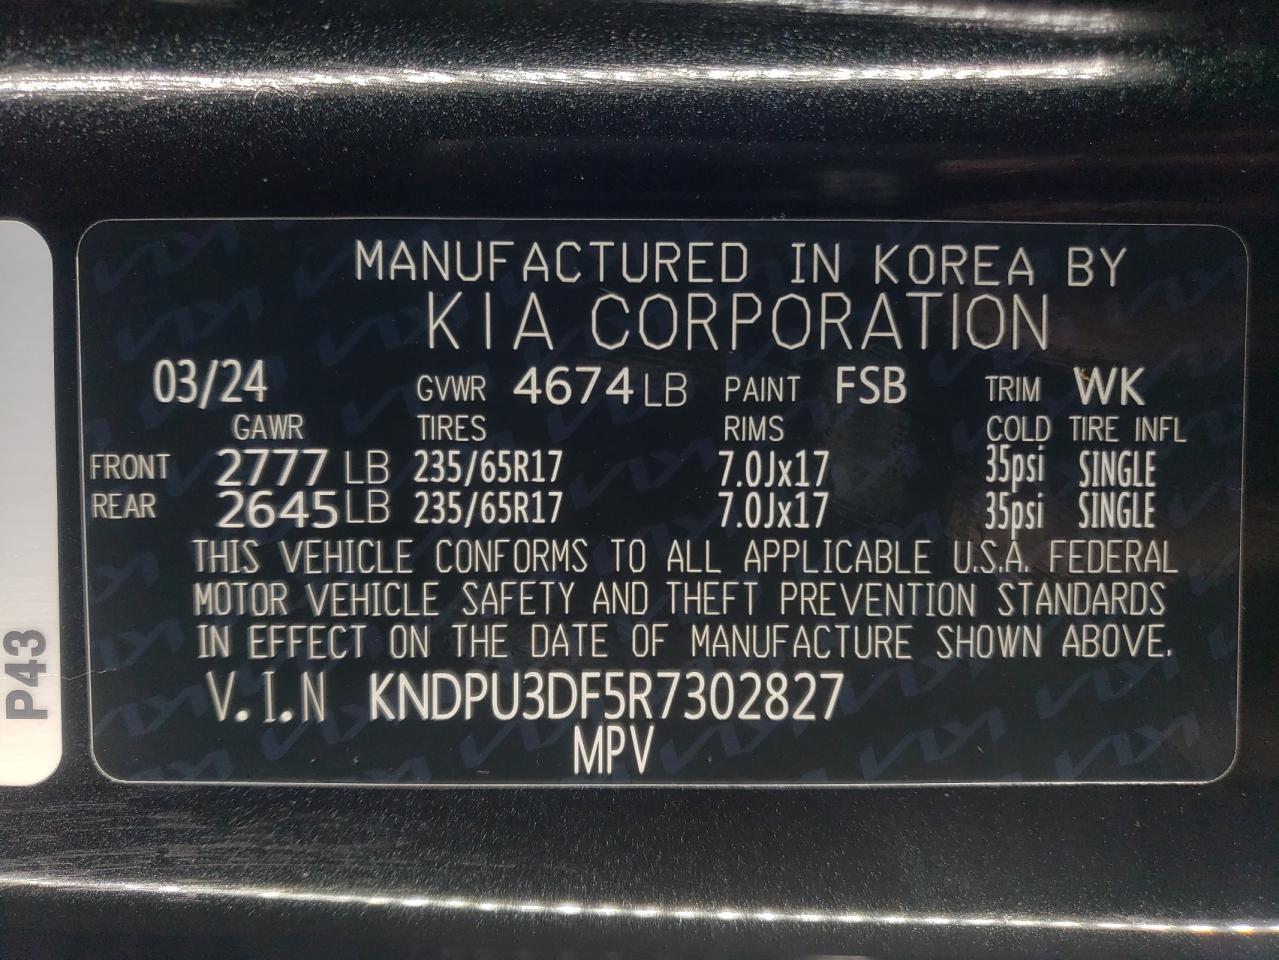 MANUFACTURED IN KOREA BY
KIA CORPORATION
03/24 GVWR 4674 LB PAINT FSB TRIM WK
GAWR TIRES RIMS COLD TIRE INFL
FRONT 2777 LB 235/65R17 7.0Jx17 35psi SINGLE
REAR 2645 LB 235/65R17 7.0Jx17 35psi SINGLE
THIS VEHICLE CONFORMS TO ALL APPLICABLE U.S.A. FEDERAL
MOTOR VEHICLE SAFETY AND THEFT PREVENTION STANDARDS
IN EFFECT ON THE DATE OF MANUFACTURE SHOWN ABOVE.
V.I.N KNDPU3DF5R7302827
MPV
P43